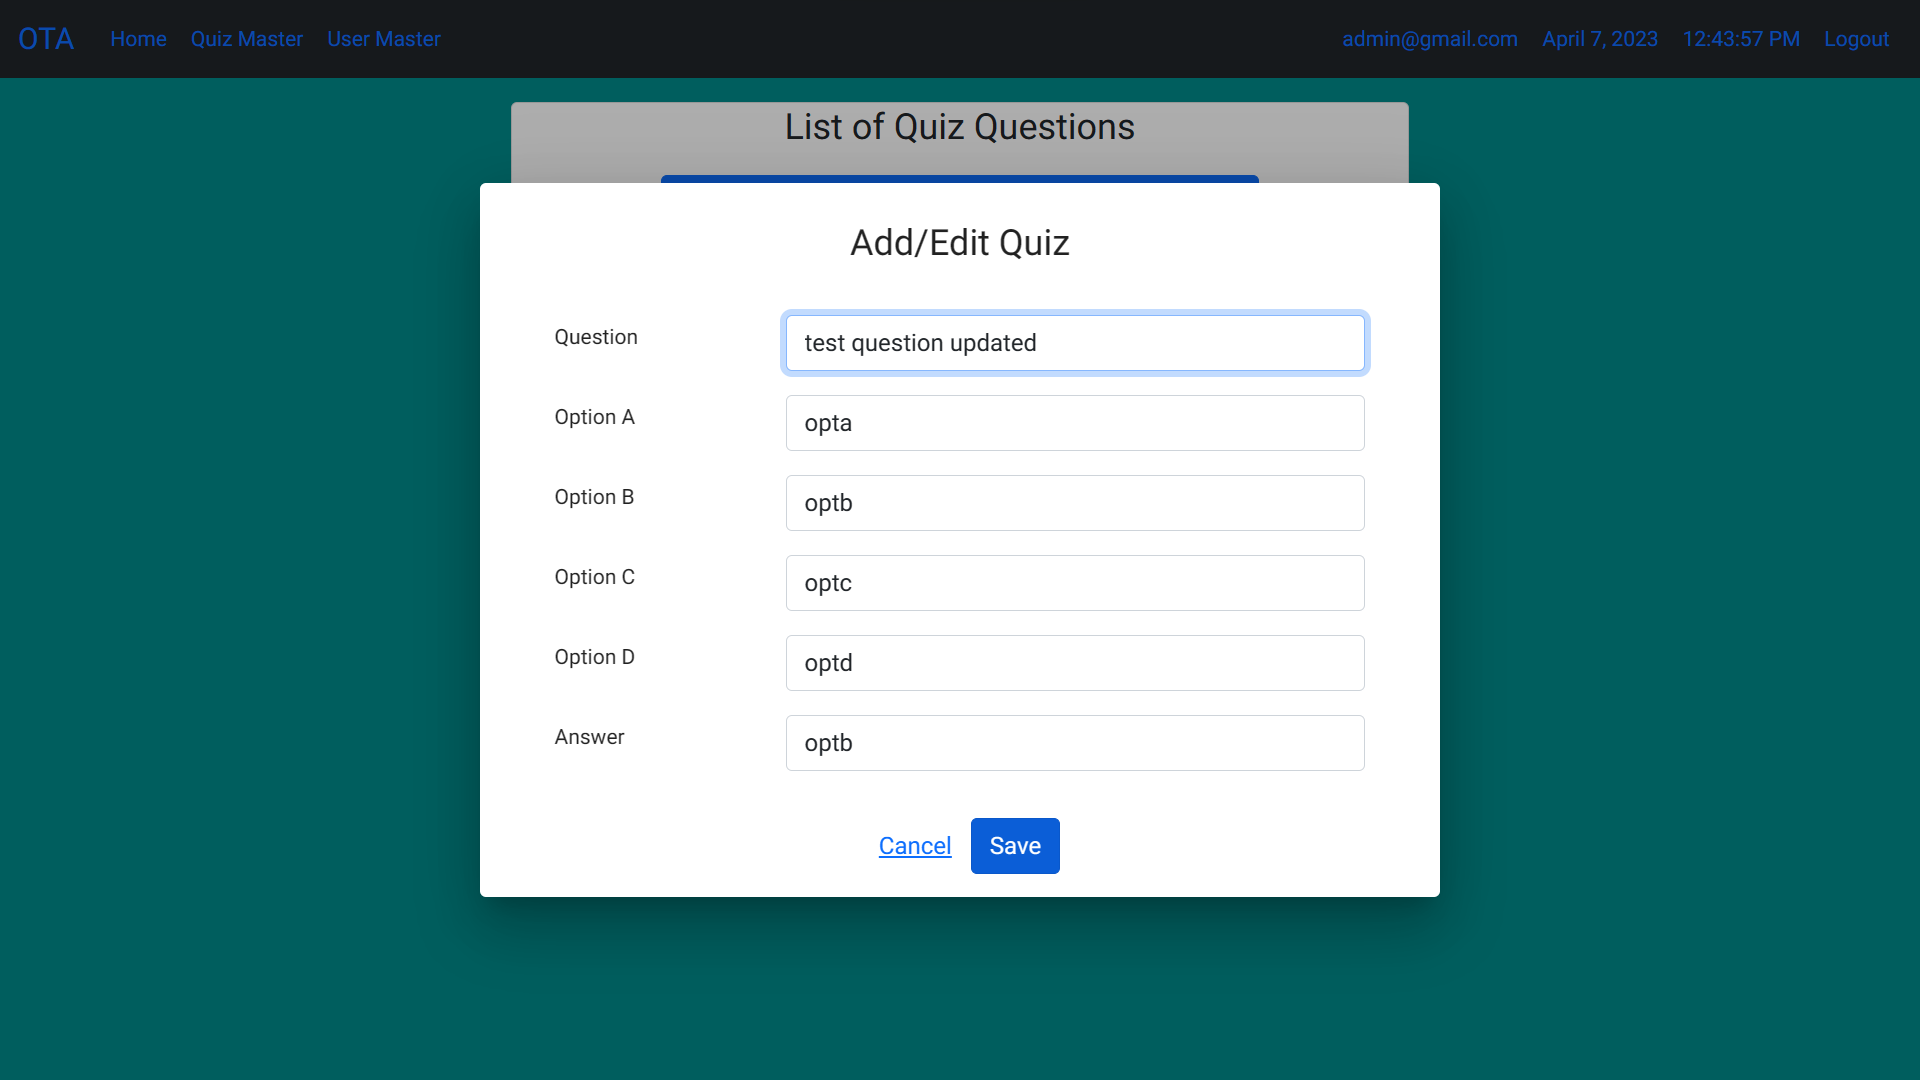 OTA Home Quiz Master User Master admin@gmail.com April 7, 2023 12:43:57 PM Logout
List of Quiz Questions
Add/Edit Quiz
Question test question updated
Option A opta
Option B optb
Option C optc
Option D optd
Answer optb
Cancel Save